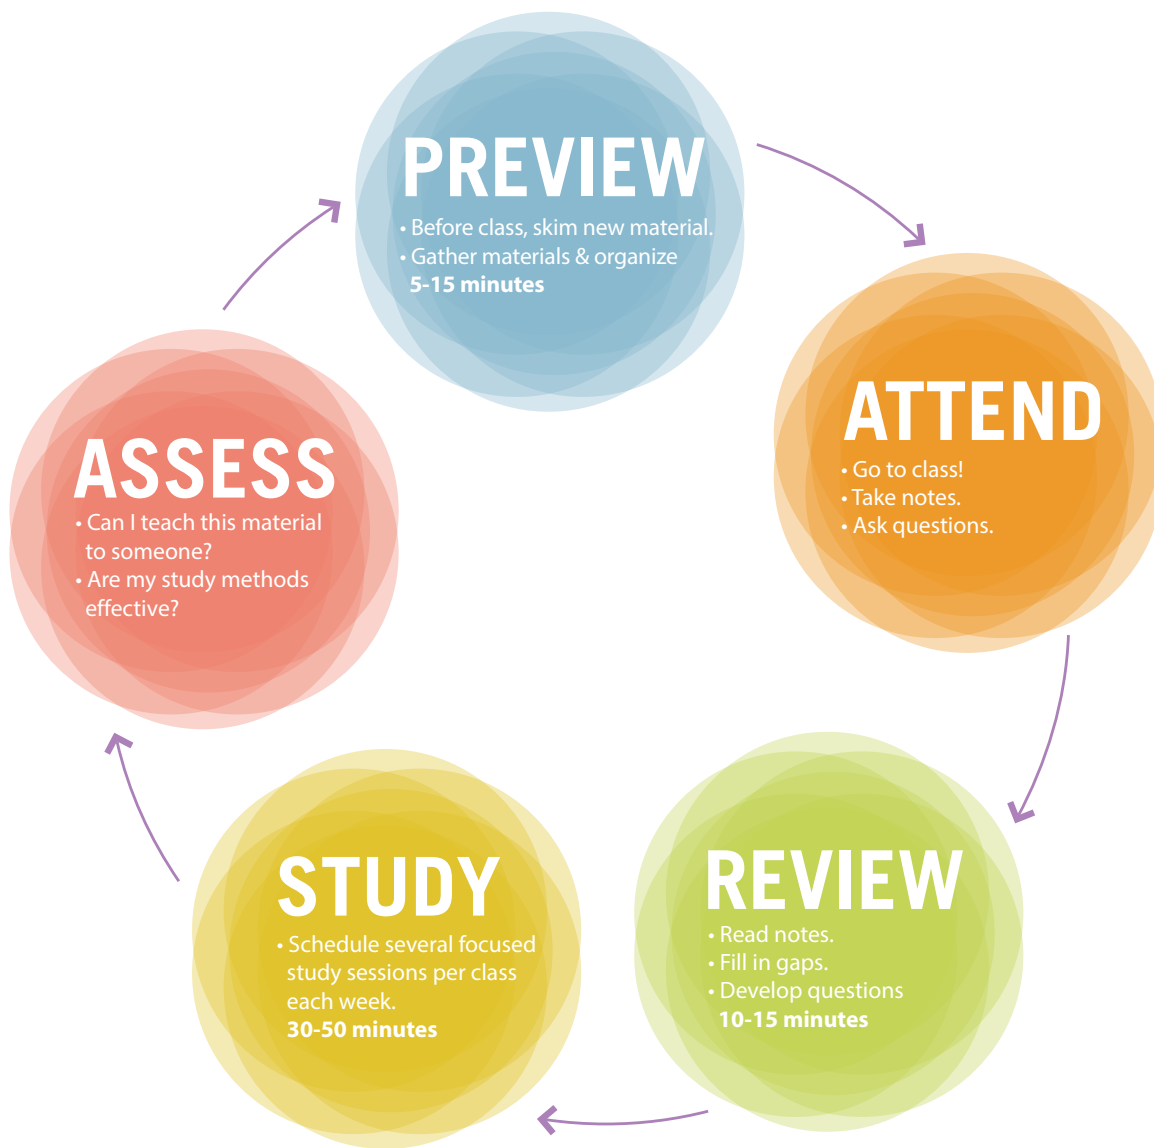 PREVIEW
• Before class, skim new material.
• Gather materials & organize
5-15 minutes
ATTEND
• Go to class!
• Take notes.
• Ask questions.
REVIEW
• Read notes.
• Fill in gaps.
• Develop questions
10-15 minutes
STUDY
• Schedule several focused
study sessions per class
each week.
30-50 minutes
ASSESS
• Can I teach this material
to someone?
• Are my study methods
effective?